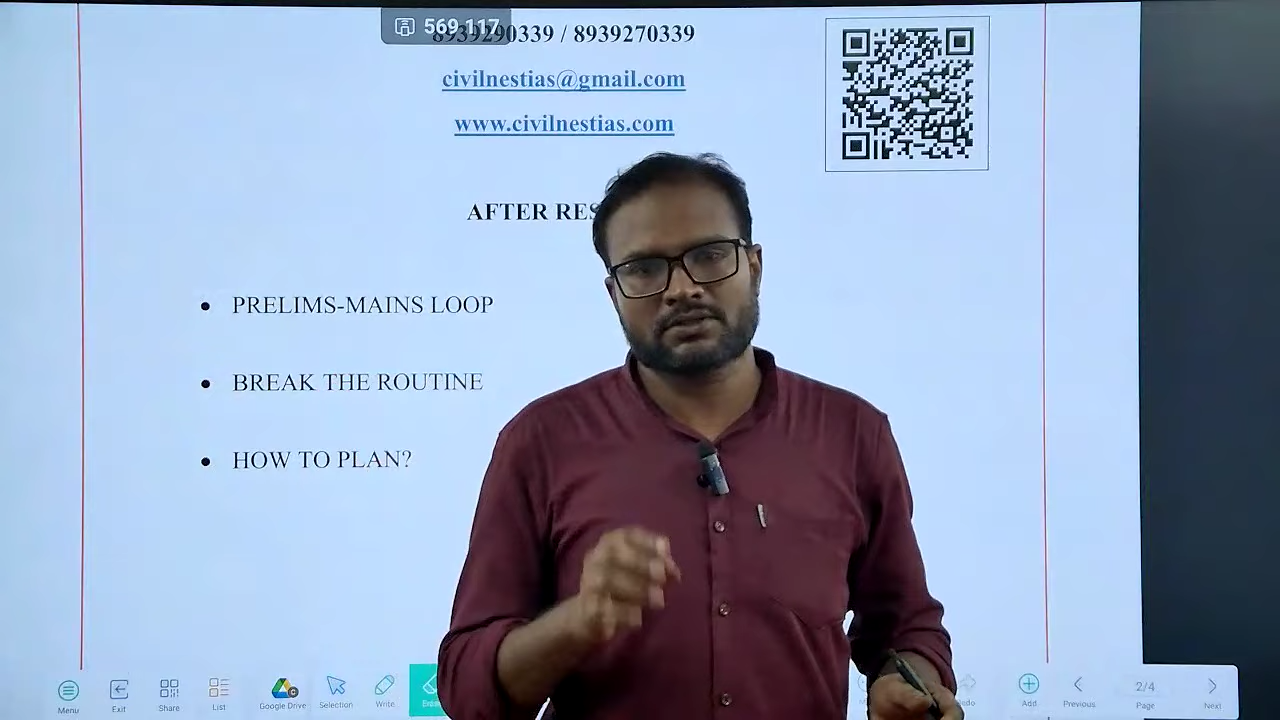 569 117
8939290339 / 8939270339
civilnestias@gmail.com
www.civilnestias.com
AFTER RES
• PRELIMS-MAINS LOOP
• BREAK THE ROUTINE
• HOW TO PLAN?
Menu Exit Share List Google Drive Selection Write Add Previous 2/4 Page Next